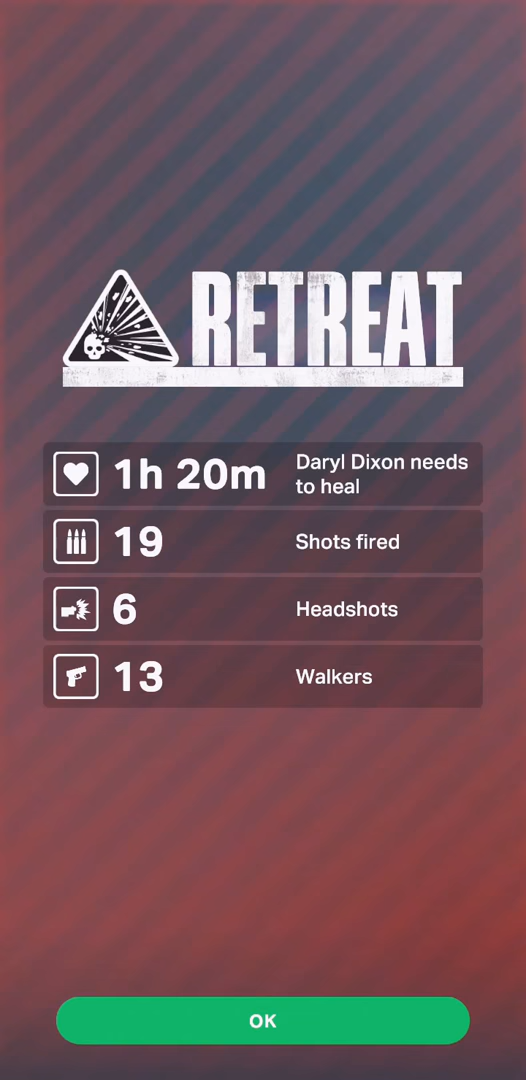 RETREAT
1h 20m
Daryl Dixon needs
to heal
19
Shots fired
6
Headshots
13
Walkers
OK